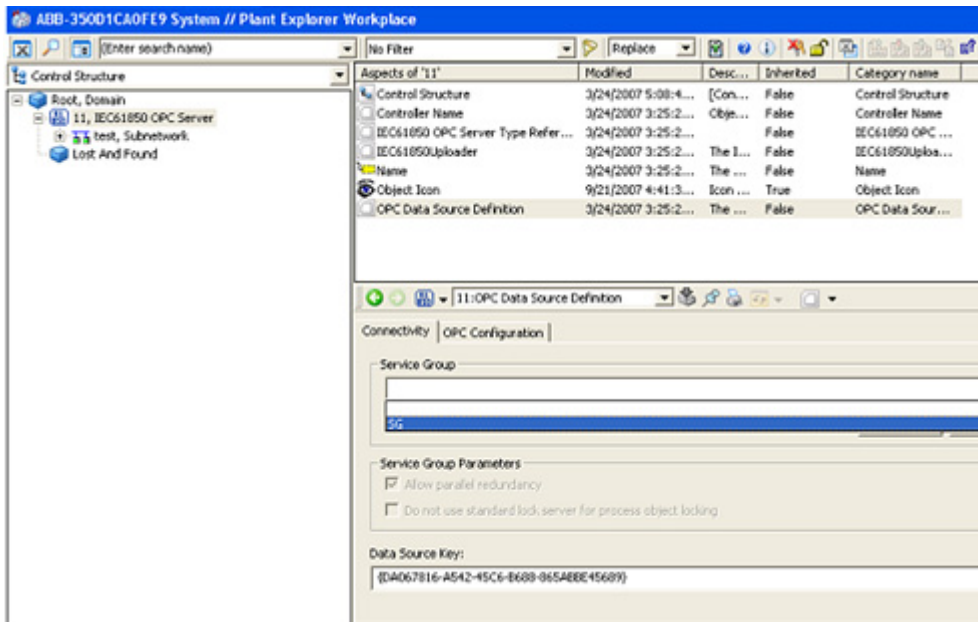 ABB-350D1CA0FE9 System // Plant Explorer Workplace
(Enter search name)
No Filter
Replace
Control Structure
Root, Domain
11, IEC61850 OPC Server
test, Subnetwork
Lost And Found
Aspects of '11' Modified Desc... Inherited Category name
Control Structure 3/24/2007 5:08:4... [Con... False Control Structure
Controller Name 3/24/2007 3:25:2... Obje... False Controller Name
IEC61850 OPC Server Type Refer... 3/24/2007 3:25:2... False IEC61850 OPC ...
IEC61850Uploader 3/24/2007 3:25:2... The I... False IEC61850Uploa...
Name 3/24/2007 3:25:2... The ... False Name
Object Icon 9/21/2007 4:41:3... Icon ... True Object Icon
OPC Data Source Definition 3/24/2007 3:25:2... The ... False OPC Data Sour...
11:OPC Data Source Definition
Connectivity
OPC Configuration
Service Group
SG
Service Group Parameters
Allow parallel redundancy
Do not use standard lock server for process object locking
Data Source Key: